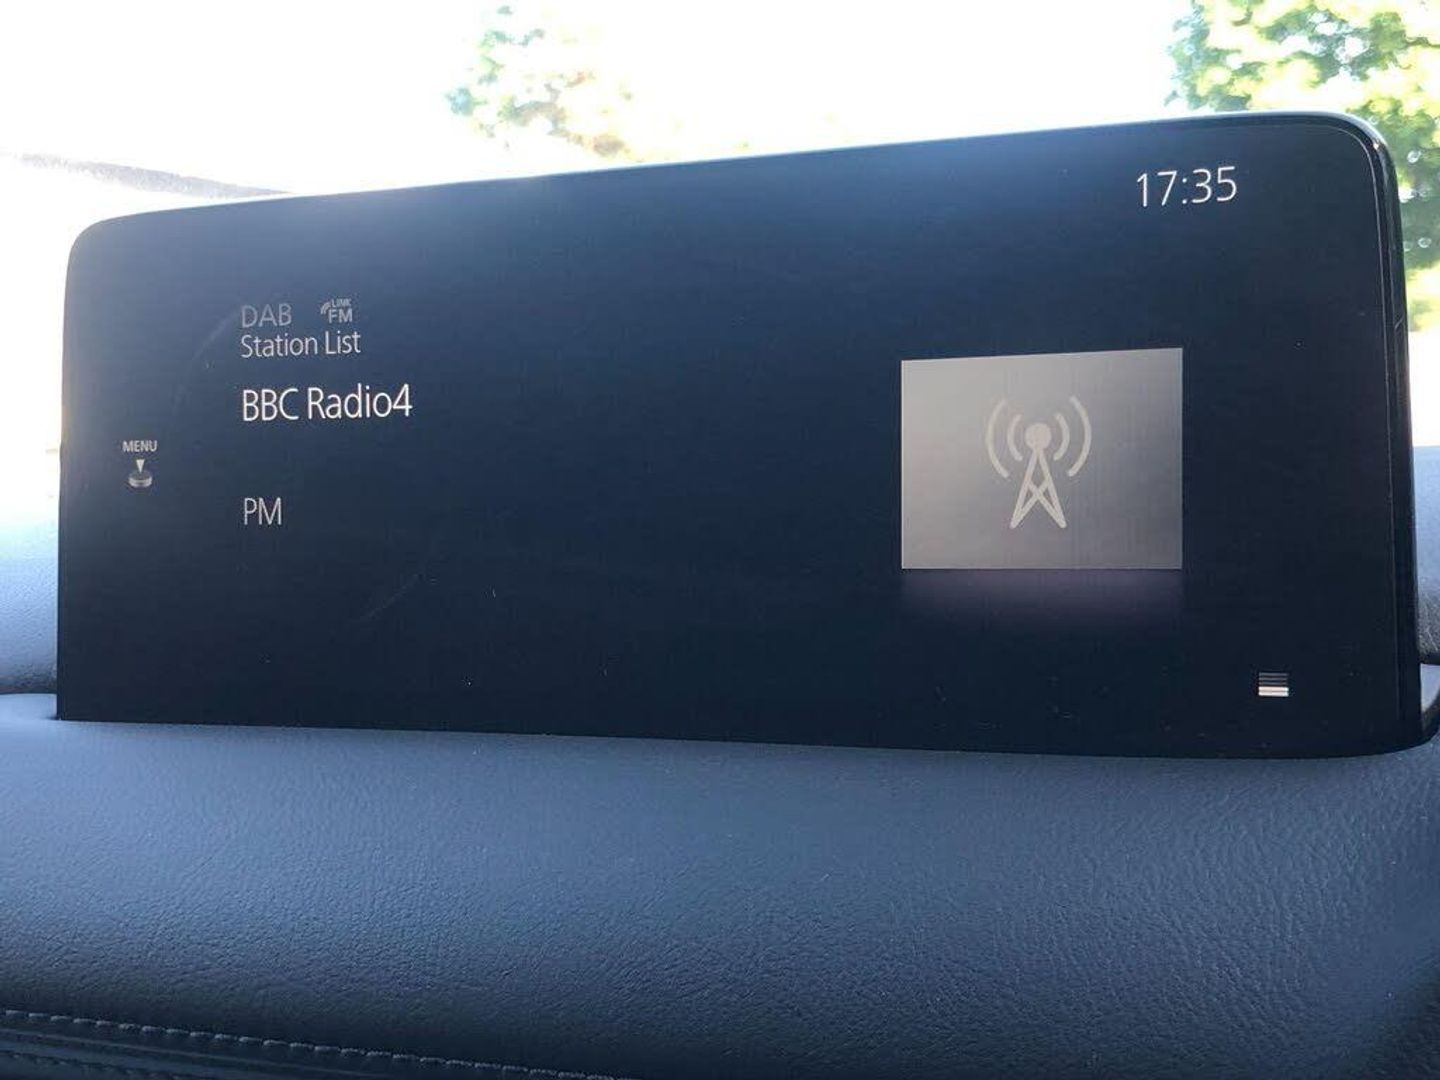 17:35
DAB LINK FM
Station List
BBC Radio4
MENU
PM